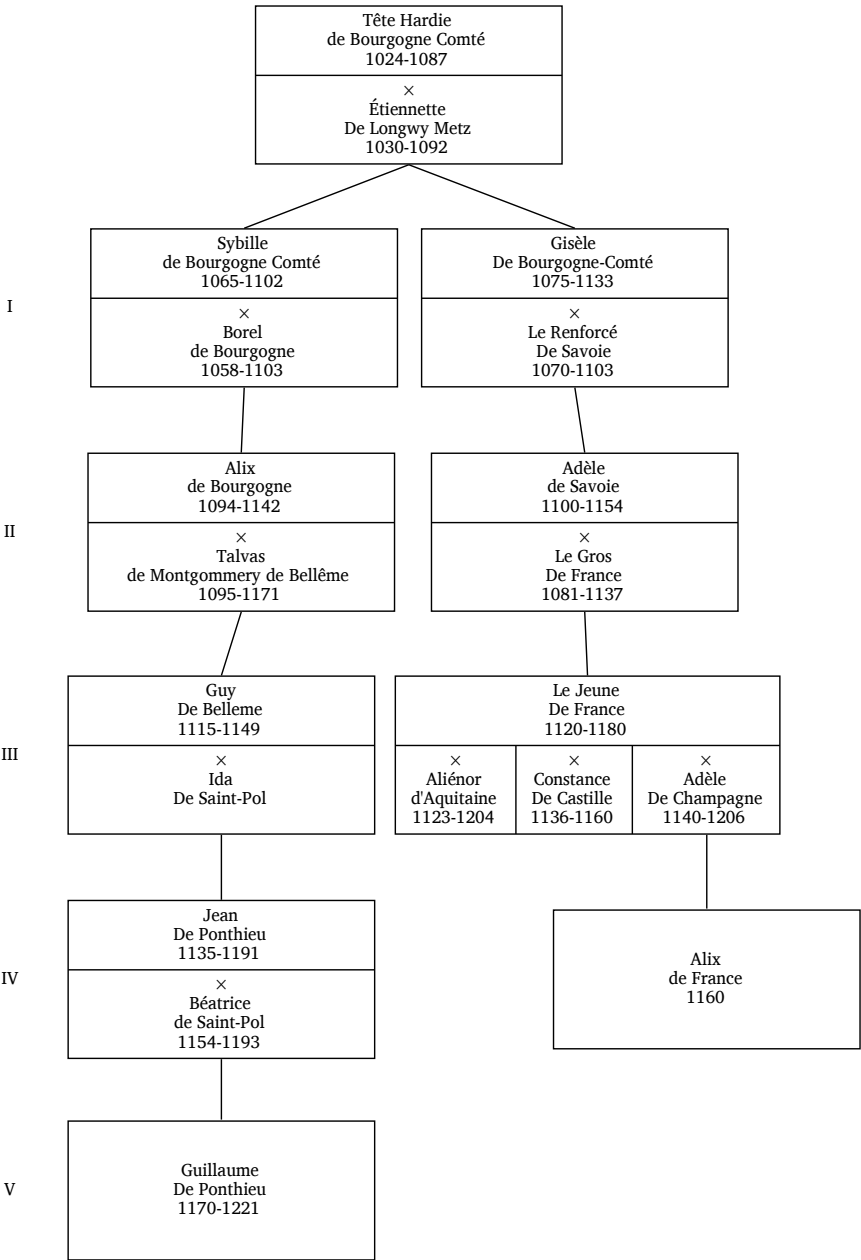 Tête Hardie
de Bourgogne Comté
1024-1087
×
Étiennette
De Longwy Metz
1030-1092
I
Sybille
de Bourgogne Comté
1065-1102
×
Borel
de Bourgogne
1058-1103
Gisèle
De Bourgogne-Comté
1075-1133
×
Le Renforcé
De Savoie
1070-1103
II
Alix
de Bourgogne
1094-1142
×
Talvas
de Montgommery de Bellême
1095-1171
Adèle
de Savoie
1100-1154
×
Le Gros
De France
1081-1137
III
Guy
De Belleme
1115-1149
×
Ida
De Saint-Pol
Le Jeune
De France
1120-1180
×
Aliénor
d'Aquitaine
1123-1204
×
Constance
De Castille
1136-1160
×
Adèle
De Champagne
1140-1206
IV
Jean
De Ponthieu
1135-1191
×
Béatrice
de Saint-Pol
1154-1193
Alix
de France
1160
V
Guillaume
De Ponthieu
1170-1221